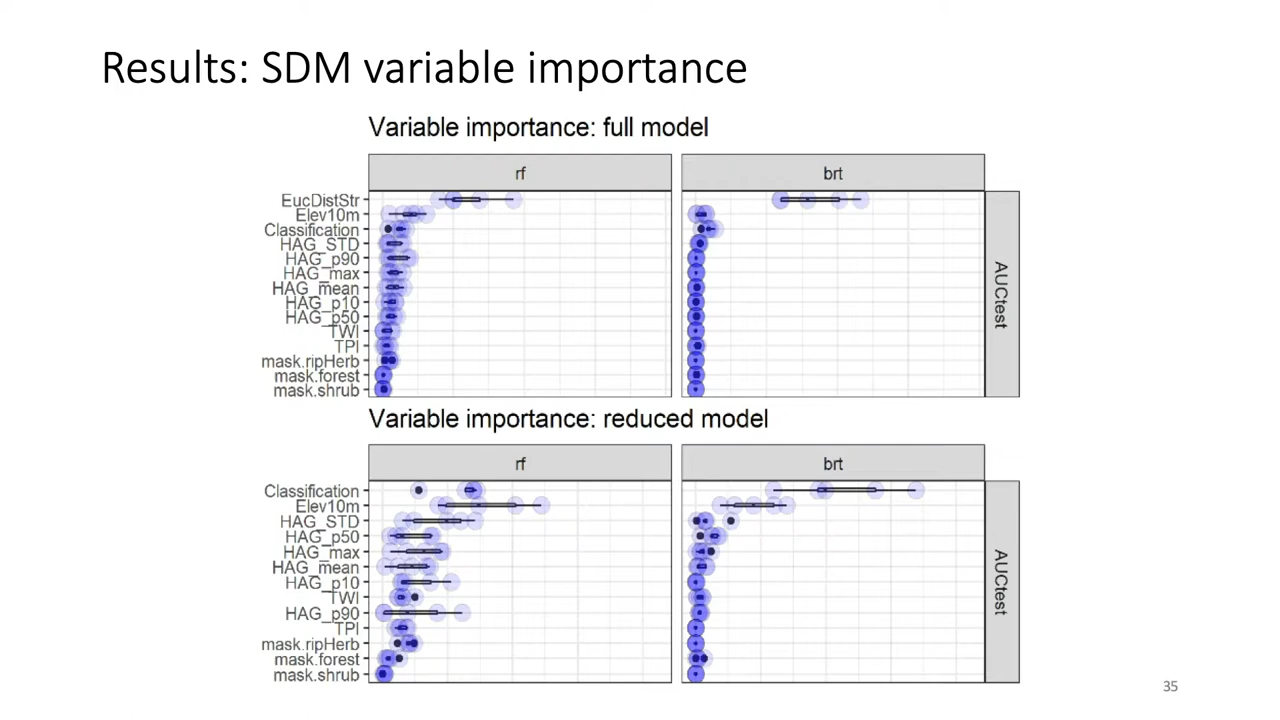 Results: SDM variable importance
Variable importance: full model
rf
brt
EucDistStr
Elev10m
Classification
HAG_STD
HAG_p90
HAG_max
HAG_mean
HAG_p10
HAG_p50
TWI
TPI
mask.ripHerb
mask.forest
mask.shrub
AUCtest
Variable importance: reduced model
rf
brt
Classification
Elev10m
HAG_STD
HAG_p50
HAG_max
HAG_mean
HAG_p10
TWI
HAG_p90
TPI
mask.ripHerb
mask.forest
mask.shrub
AUCtest
35